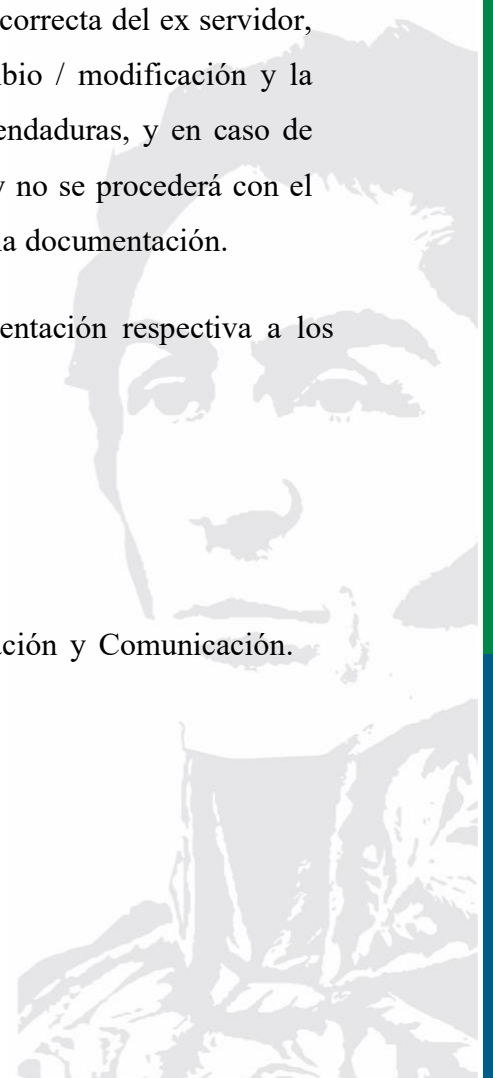 correcta del ex servidor,
bio / modificación y la
endaduras, y en caso de
no se procederá con el
la documentación.
entación respectiva a los
ción y Comunicación.